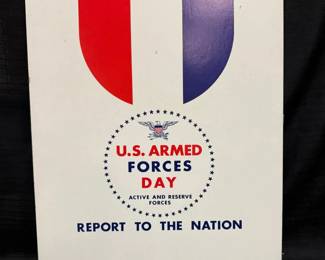 U.S. ARMED
FORCES
DAY
ACTIVE AND RESERVE
FORCES
REPORT TO THE NATION